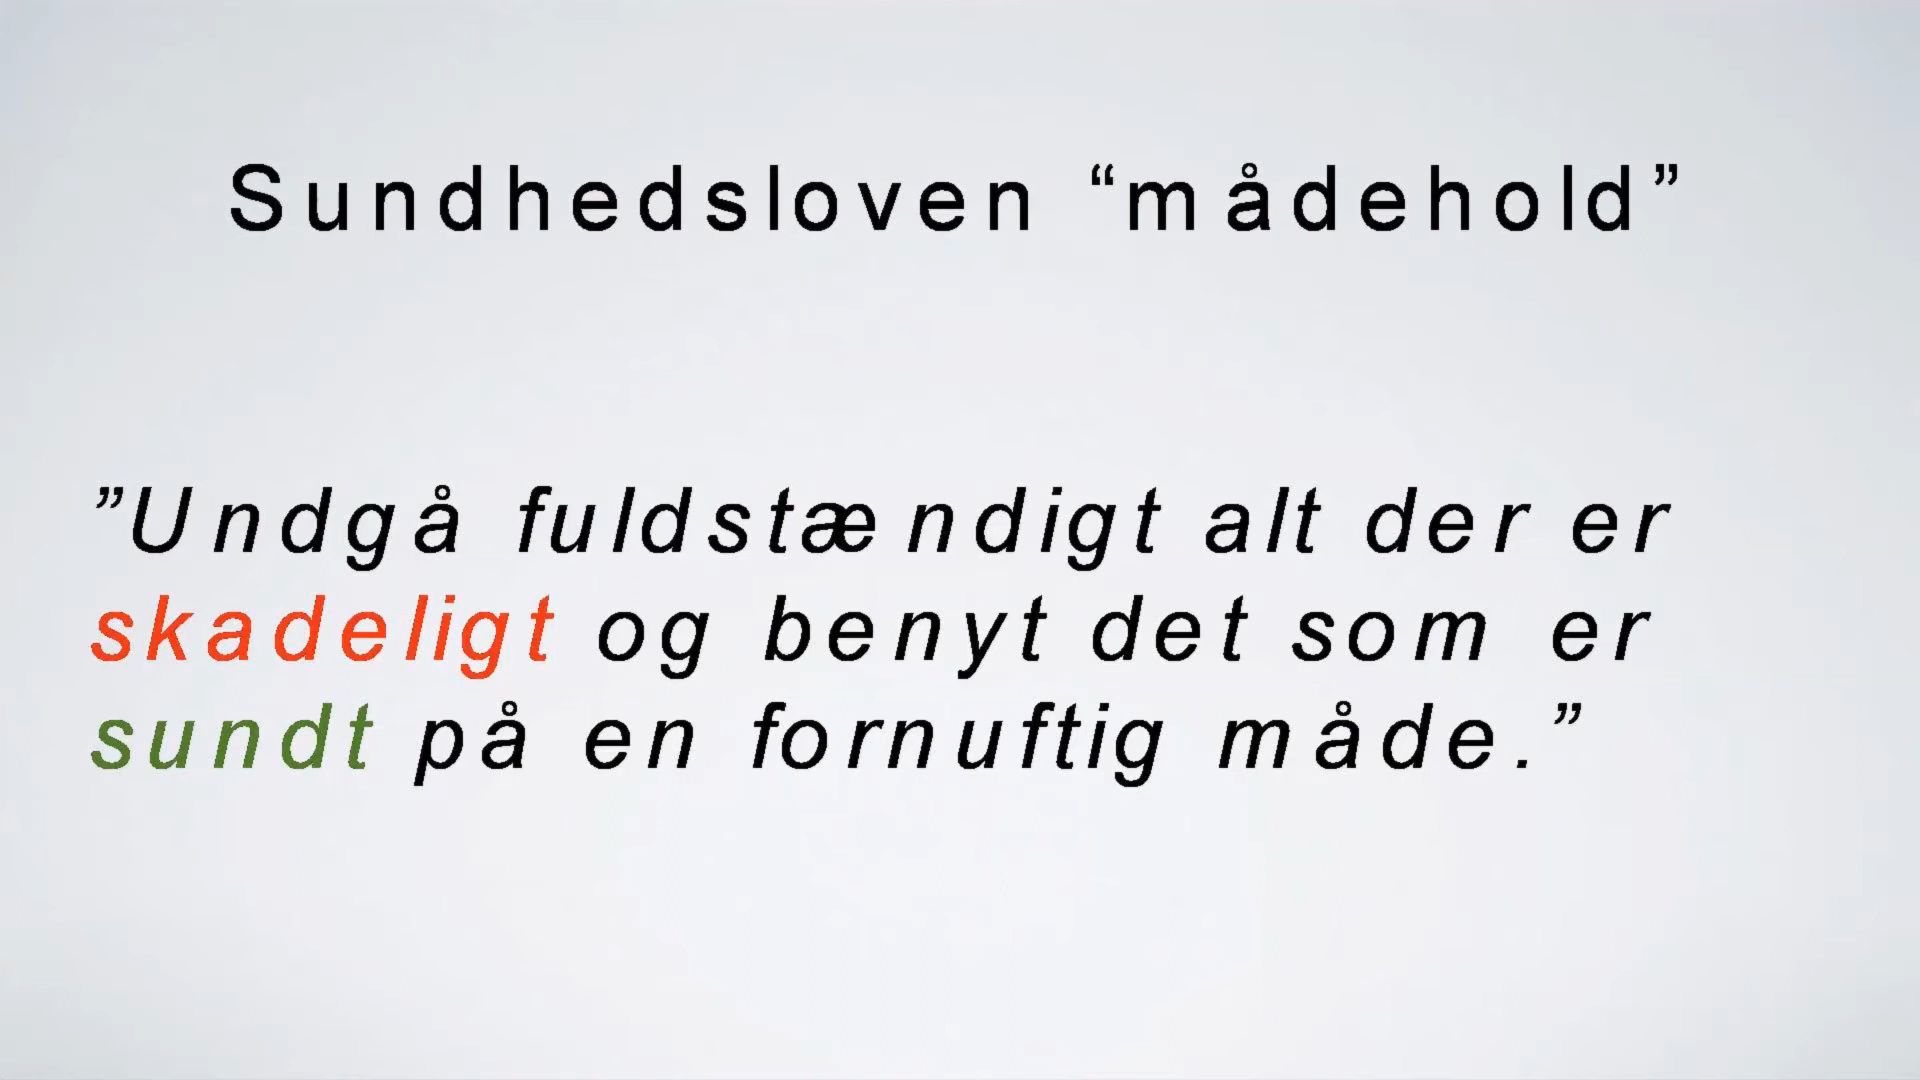 Sundhedsloven “mådehold”
”Undgå fuldstændigt alt der er
skadeligt og benyt det som er
sundt på en fornuftig måde.”